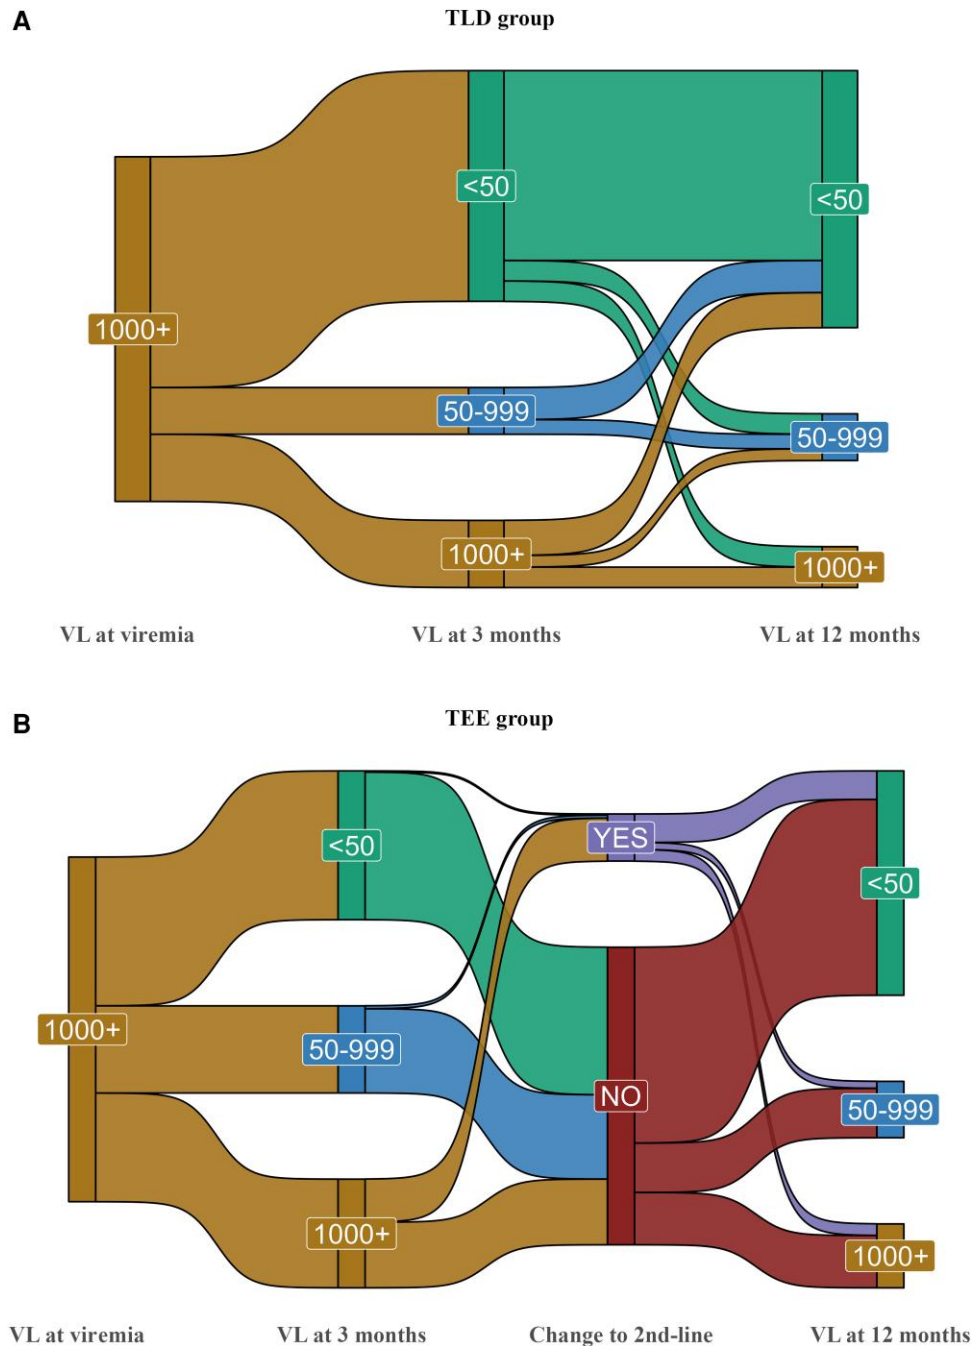 A
TLD group
<50
<50
1000+
50-999
50-999
1000+
1000+
VL at viremia
VL at 3 months
VL at 12 months
B
TEE group
YES
<50
<50
1000+
50-999
NO
50-999
1000+
1000+
VL at viremia
VL at 3 months
Change to 2nd-line
VL at 12 months